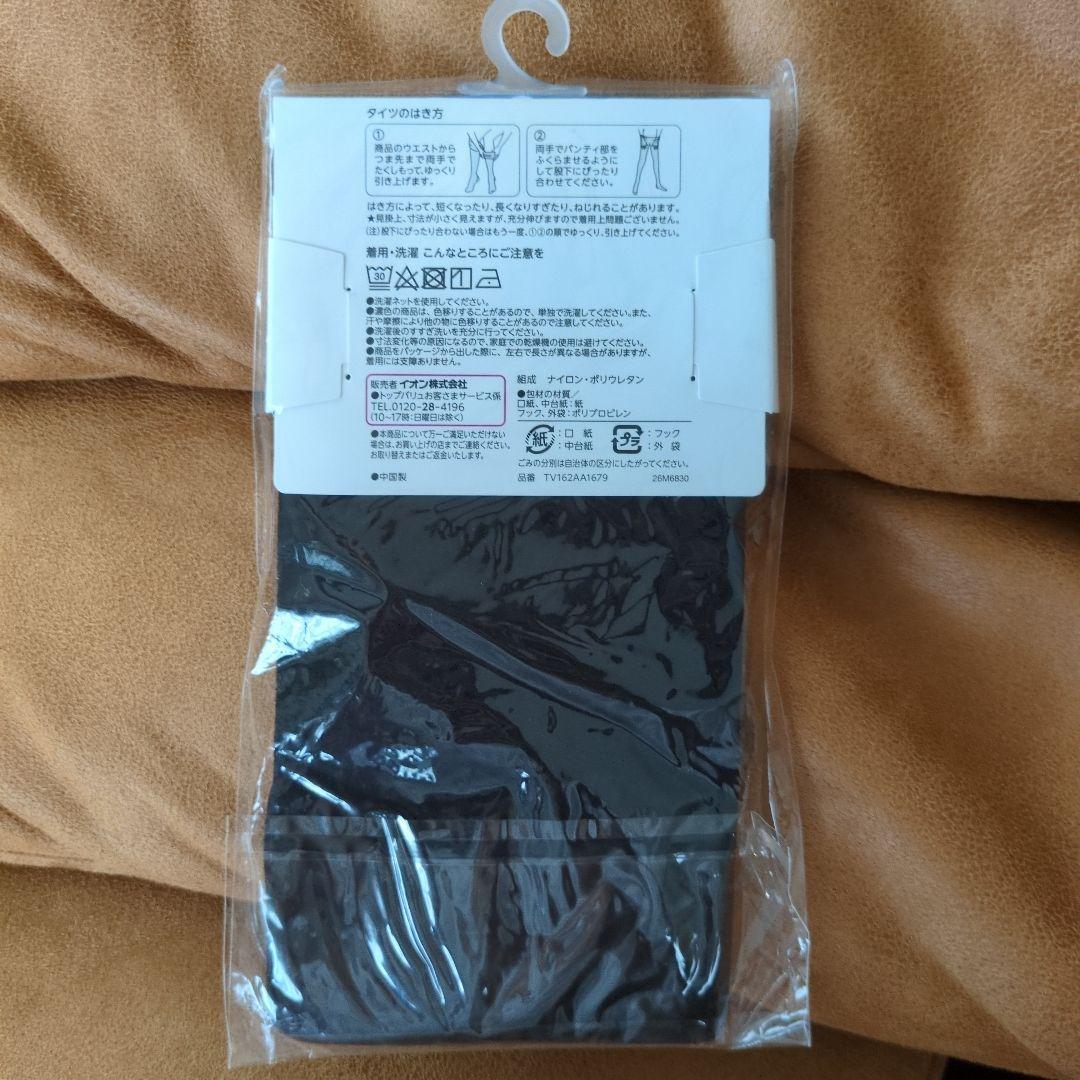 タイツのはき方
①
商品のウエストから
つま先まで両手で
たくしもって、ゆっくり
引き上げます。
②
両手でパンティ部を
ふくらませるように
して股下にぴったり
合わせてください。
はき方によって、短くなったり、長くなりすぎたり、ねじれることがあります。
★見掛上、寸法が小さく見えますが、充分伸びますので着用上問題ございません。
(注)股下にぴったり合わない場合はもう一度、①②の順でゆっくり、引き上げてください。
着用・洗濯 こんなところにご注意を
30
●洗濯ネットを使用してください。
●濃色の商品は、色移りすることがあるので、単独で洗濯してください。また、
汗や摩擦により他の物に色移りすることがあるので注意してください。
●洗濯後のすすぎ洗いを充分に行ってください。
●寸法変化等の原因になるので、家庭での乾燥機の使用は避けてください。
●商品をパッケージから出した際に、左右で長さが異なる場合がありますが、
着用には支障ありません。
販売者 イオン株式会社
●トップバリュお客さまサービス係
TEL.0120-28-4196
(10~17時:日曜日は除く)
●本商品について万一ご満足いただけない
場合は、お買い上げの店までご連絡ください。
お取り替えまたはご返金いたします。
●中国製
組成 ナイロン・ポリウレタン
●包材の材質/
口紙、中台紙:紙
フック、外袋:ポリプロピレン
紙 :口 紙
:中台紙
プラ :フック
:外 袋
ごみの分別は自治体の区分にしたがってください。
品番 TV162AA1679 26M6830